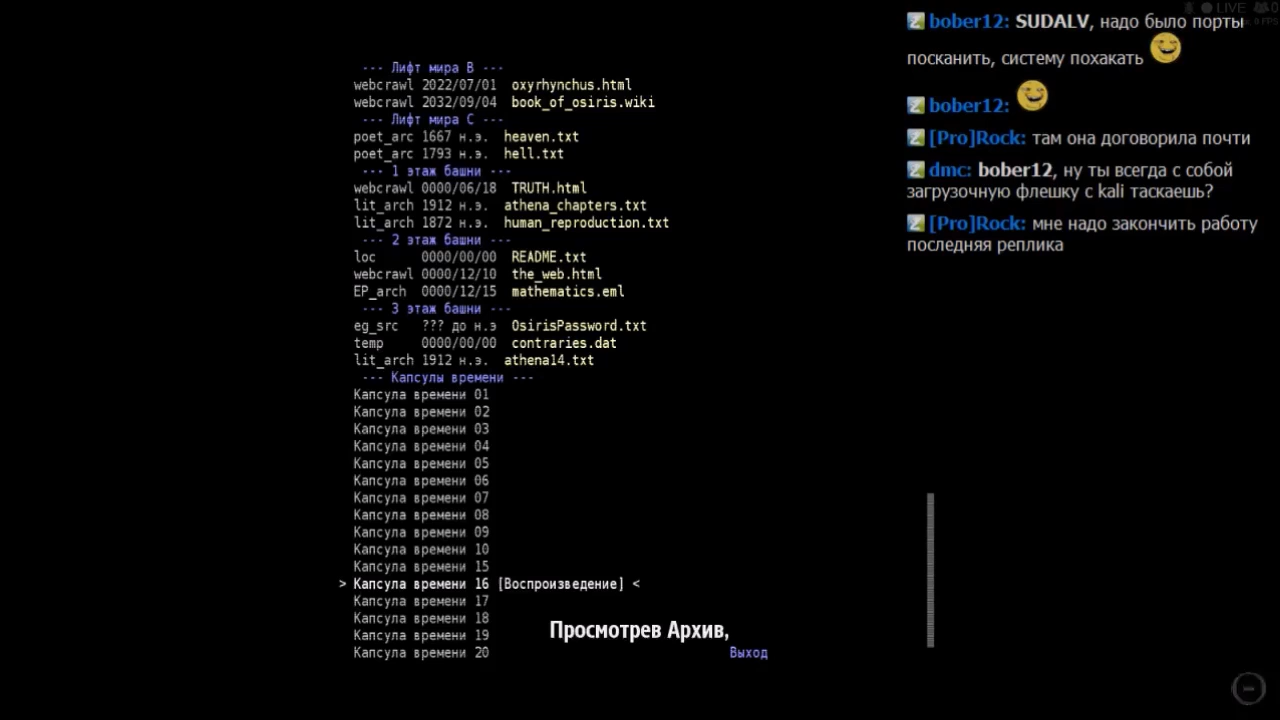 --- Лифт мира B ---
webcrawl 2022/07/01 oxyrhynchus.html
webcrawl 2032/09/04 book_of_osiris.wiki
--- Лифт мира C ---
poet_arc 1667 н.э. heaven.txt
poet_arc 1793 н.э. hell.txt
--- 1 этаж башни ---
webcrawl 0000/06/18 TRUTH.html
lit_arch 1912 н.э. athena_chapters.txt
lit_arch 1872 н.э. human_reproduction.txt
--- 2 этаж башни ---
loc 0000/00/00 README.txt
webcrawl 0000/12/10 the_web.html
EP_arch 0000/12/15 mathematics.eml
--- 3 этаж башни ---
eg_src ??? до н.э OsirisPassword.txt
temp 0000/00/00 contraries.dat
lit_arch 1912 н.э. athena14.txt
--- Капсулы времени ---
Капсула времени 01
Капсула времени 02
Капсула времени 03
Капсула времени 04
Капсула времени 05
Капсула времени 06
Капсула времени 07
Капсула времени 08
Капсула времени 09
Капсула времени 10
Капсула времени 15
> Капсула времени 16 [Воспроизведение] <
Капсула времени 17
Капсула времени 18
Капсула времени 19
Капсула времени 20
Просмотрев Архив,
Выход
LIVE
bober12: SUDALV, надо было порты
посканить, систему похакать
bober12:
[Pro]Rock: там она договорила почти
dmc: bober12, ну ты всегда с собой
загрузочную флешку с kali таскаешь?
[Pro]Rock: мне надо закончить работу
последняя реплика